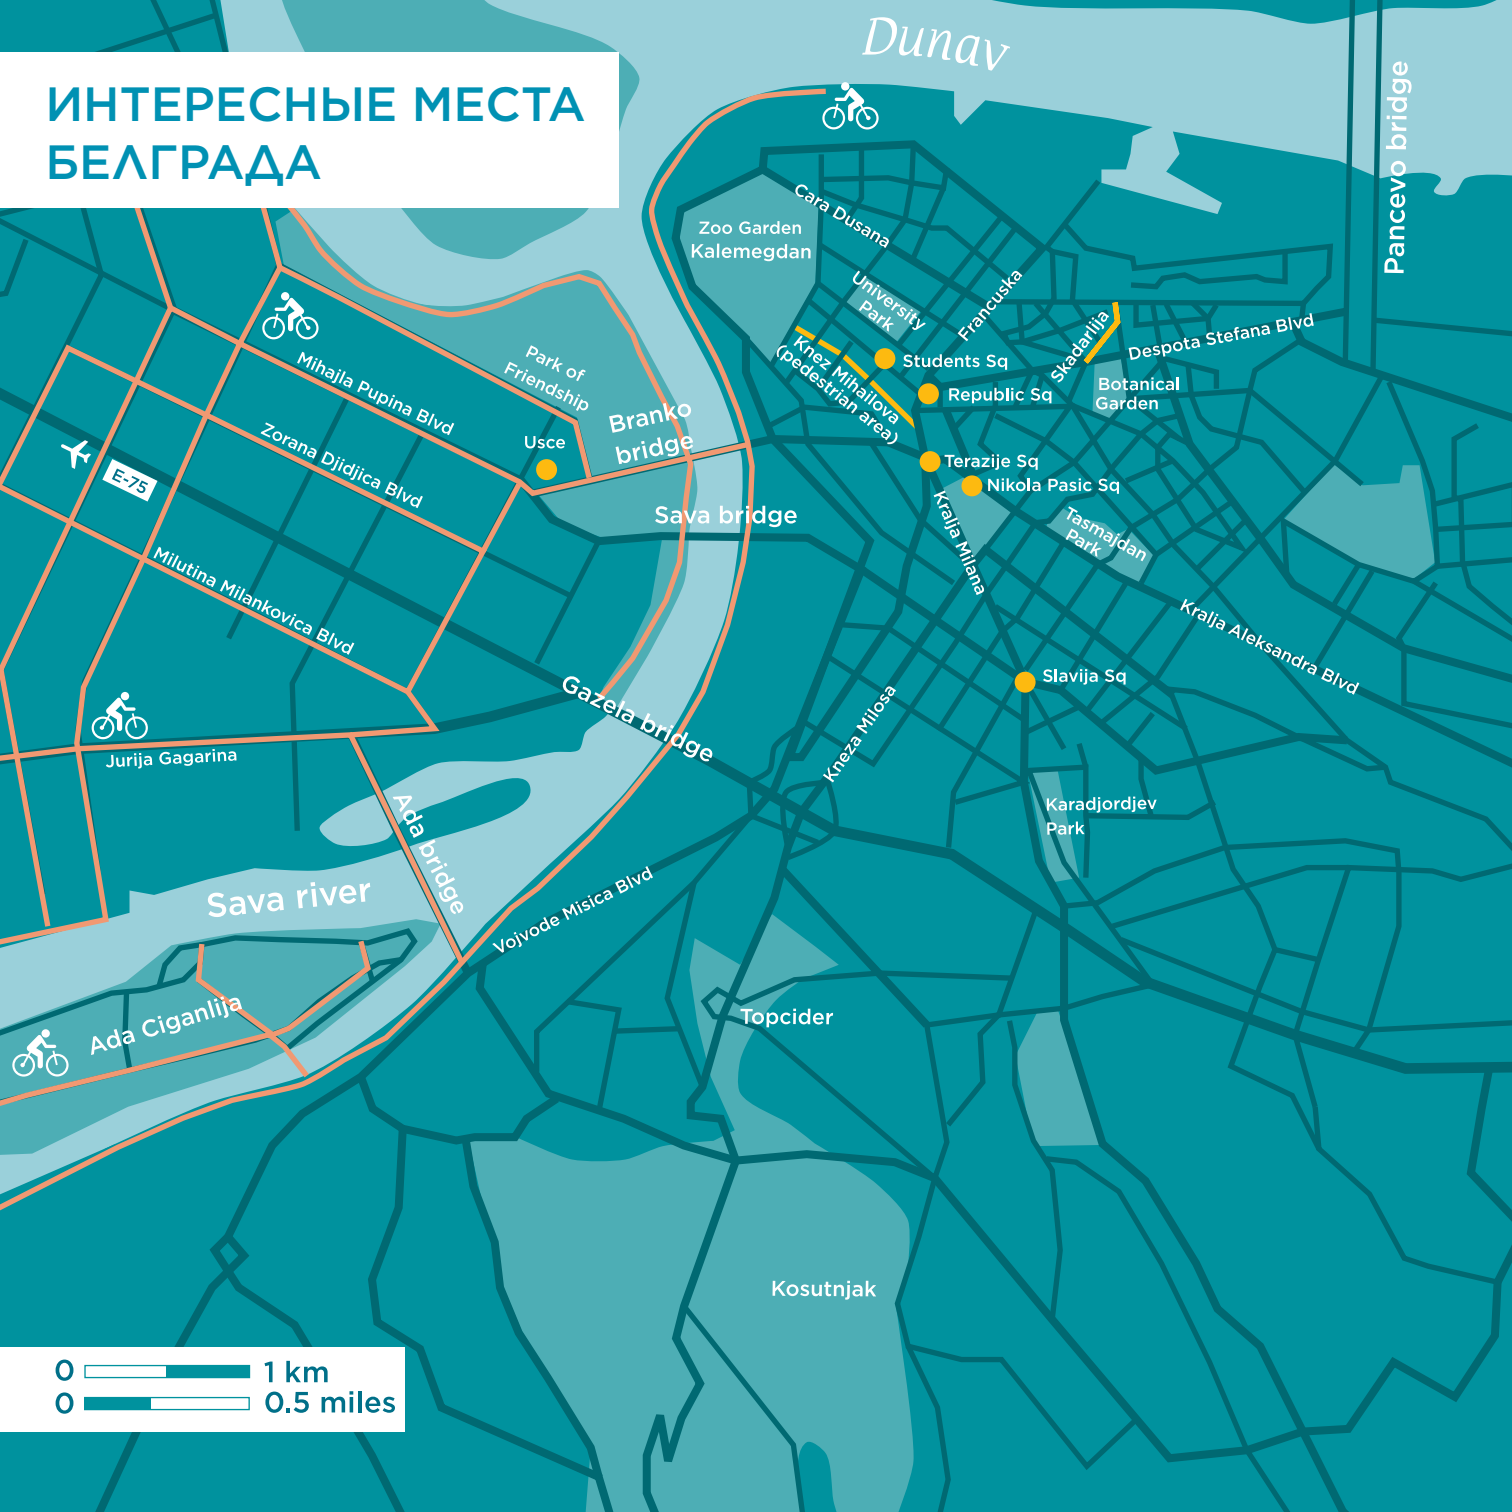 ИНТЕРЕСНЫЕ МЕСТА
БЕЛГРАДА
Dunav
Pancevo bridge
Zoo Garden
Kalemegdan
Cara Dusana
University
Park
Francuska
Skadarlija
Despota Stefana Blvd
Students Sq
Knez Mihailova
(pedestrian area)
Republic Sq
Botanical
Garden
Park of
Friendship
Mihajla Pupina Blvd
Branko
bridge
Usce
Zorana Djidjica Blvd
E-75
Terazije Sq
Nikola Pasic Sq
Sava bridge
Kralja Milana
Tasmajdan
Park
Milutina Milankovica Blvd
Kralja Aleksandra Blvd
Slavija Sq
Gazela bridge
Kneza Milosa
Jurija Gagarina
Ada bridge
Karadjordjev
Park
Sava river
Vojvode Misica Blvd
Ada Ciganlija
Topcider
Kosutnjak
0 1 km
0 0.5 miles